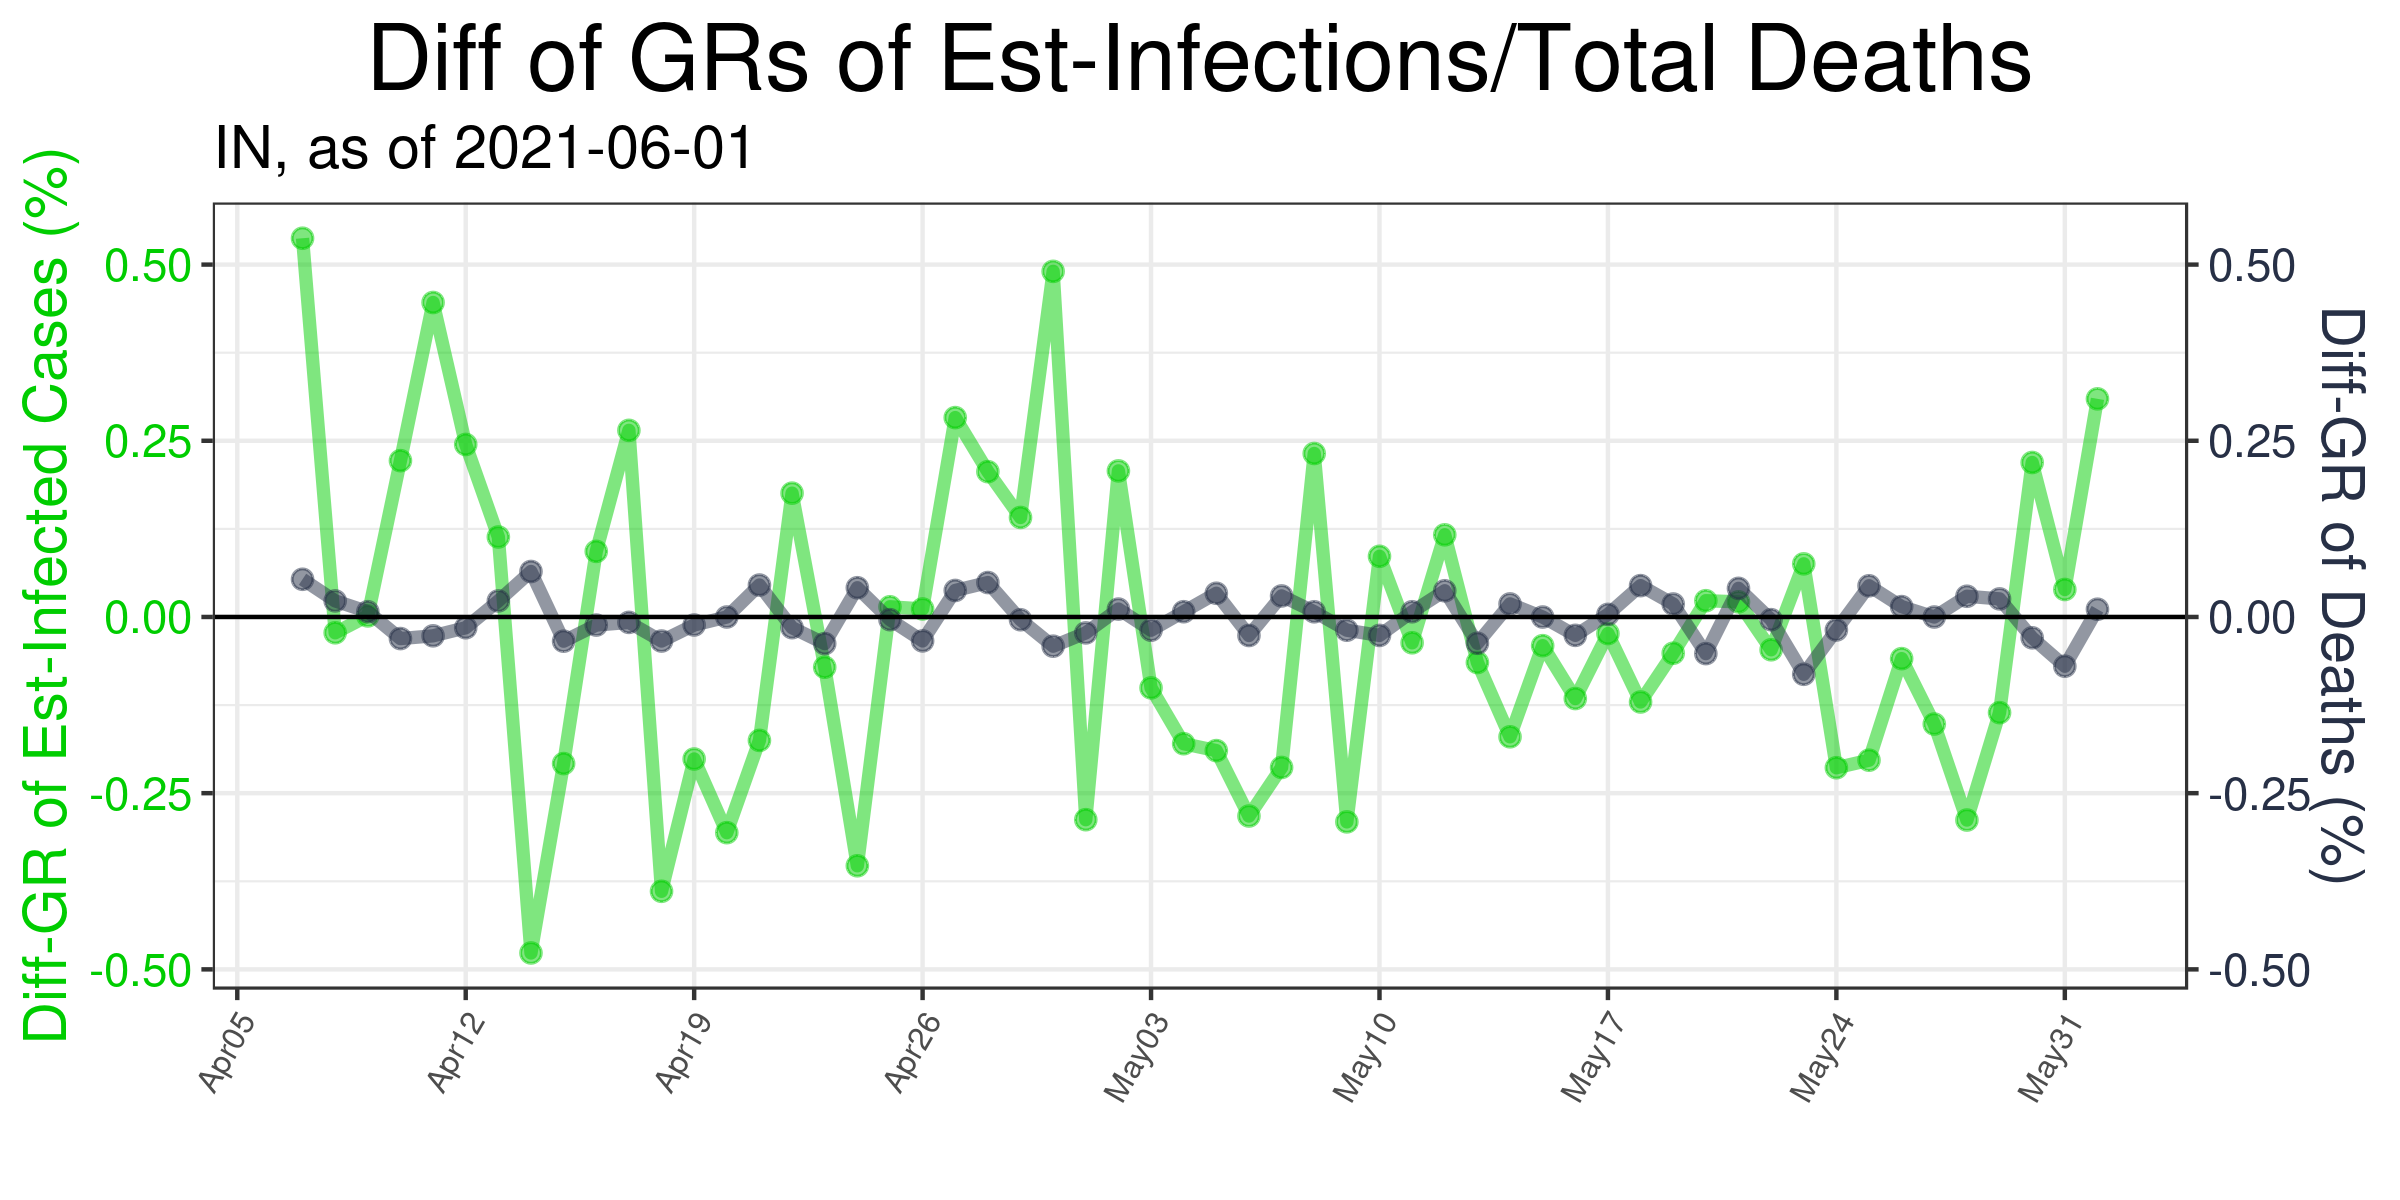 Diff of GRs of Est-Infections/Total Deaths
IN, as of 2021-06-01
Diff-GR of Est-Infected Cases (%)
0.50
0.25
0.00
-0.25
-0.50
0.50
0.25
0.00
-0.25
-0.50
Diff-GR of Deaths (%)
Apr05
Apr12
Apr19
Apr26
May03
May10
May17
May24
May31